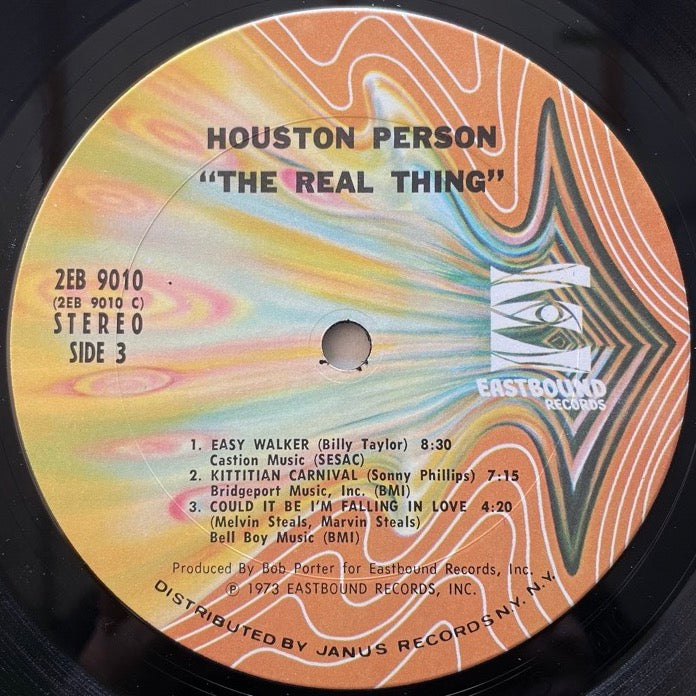 HOUSTON PERSON
"THE REAL THING"
2EB 9010
(2EB 9010 C)
STEREO
SIDE 3
EASTBOUND
RECORDS
1. EASY WALKER (Billy Taylor) 8:30
Castion Music (SESAC)
2. KITTITIAN CARNIVAL (Sonny Phillips) 7:15
Bridgeport Music, Inc. (BMI)
3. COULD IT BE I'M FALLING IN LOVE 4:20
(Melvin Steals, Marvin Steals)
Bell Boy Music (BMI)
Produced By Bob Porter for Eastbound Records, Inc.
℗ 1973 EASTBOUND RECORDS, INC.
DISTRIBUTED BY JANUS RECORDS N.Y. N.Y.